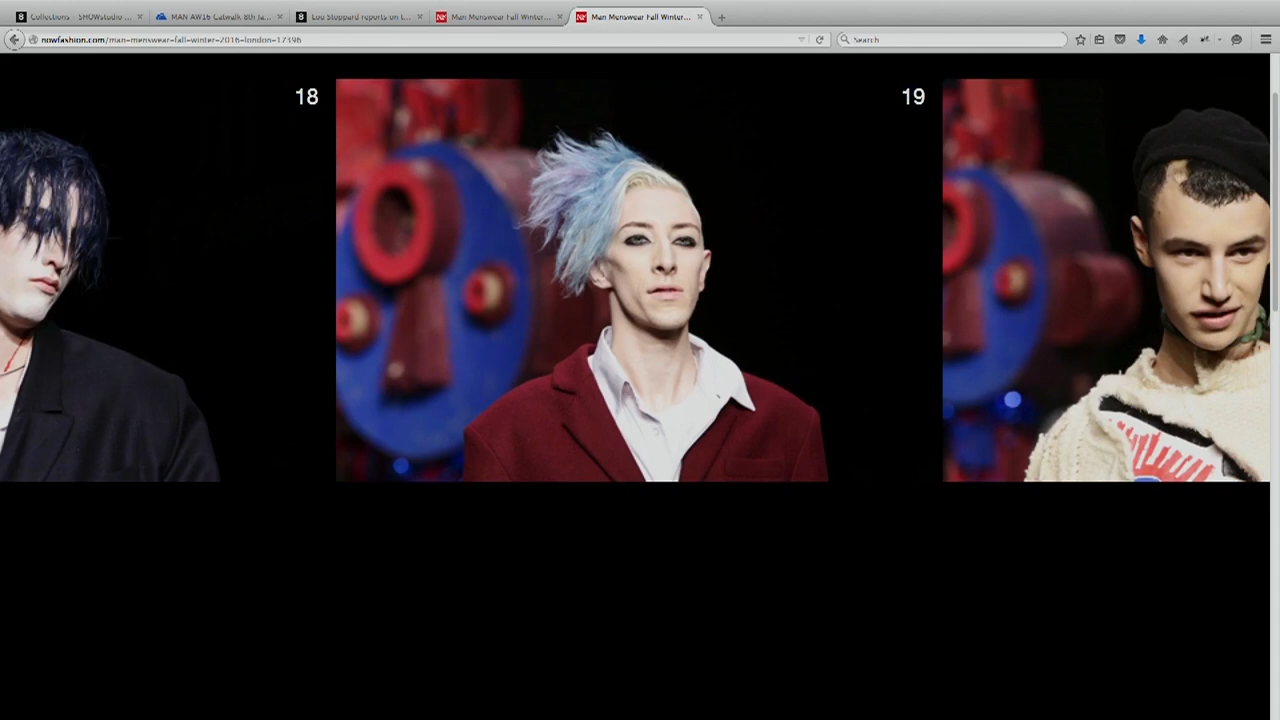 Collections - SHOWstudio ...
MAN AW16 Catwalk 8th Ja...
Lou Stoppard reports on t...
Man Menswear Fall Winter...
Man Menswear Fall Winter...
nowfashion.com/man-menswear-fall-winter-2016-london-17396
Search
18
19